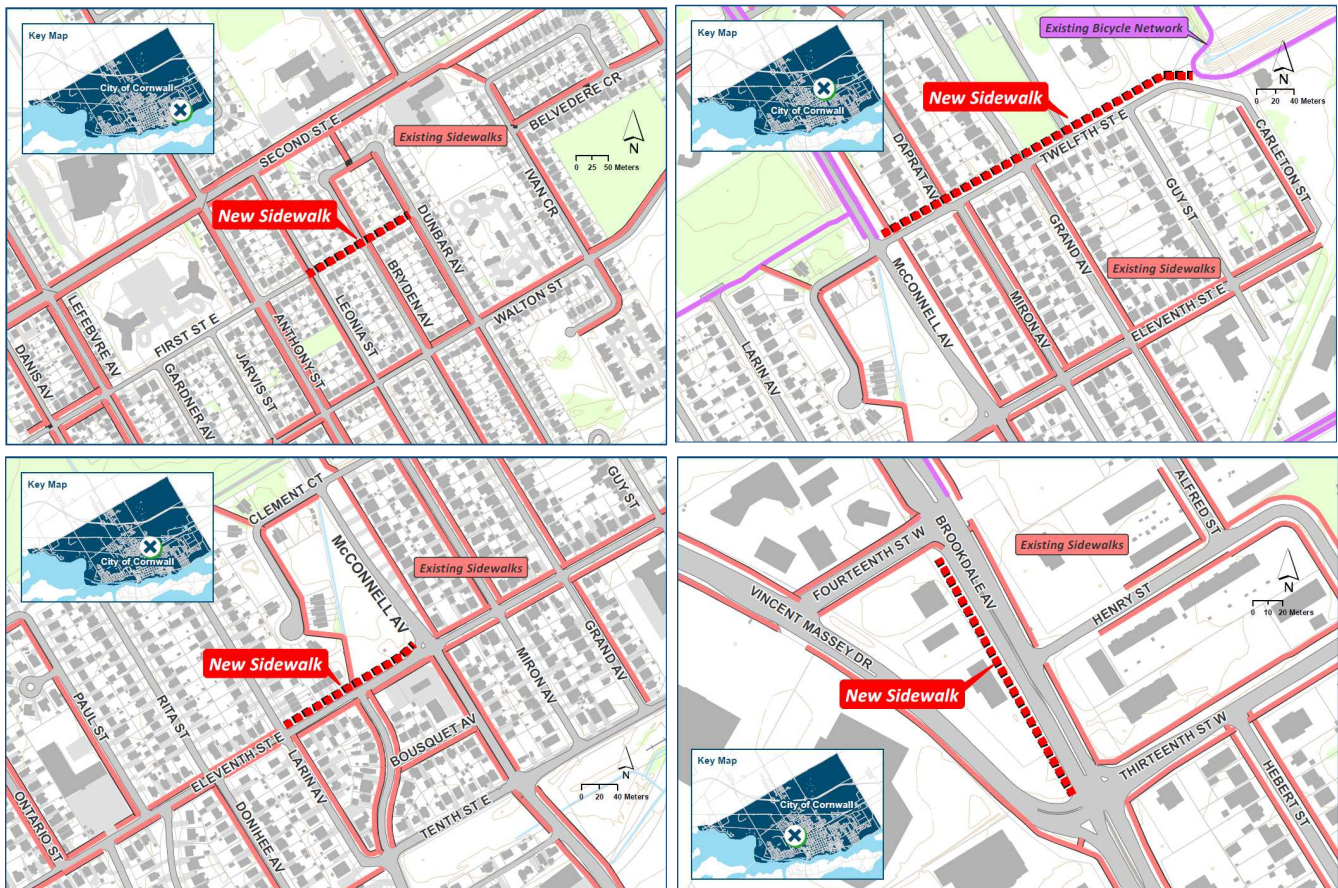 Key Map
City of Cornwall
SECOND ST E
Existing Sidewalks
BELVEDERE CR
N
0 25 50 Meters
New Sidewalk
IVAN CR
DUNBAR AV
BRYDEN AV
WALTON ST
LEONIA ST
LEFEBVRE AV
FIRST ST E
ANTHONY ST
DANIS AV
JARVIS ST
GARDNER AV
Key Map
City of Cornwall
Existing Bicycle Network
N
0 20 40 Meters
New Sidewalk
DAPRAT AV
TWELFTH ST E
CARLETON ST
GUY ST
GRAND AV
Existing Sidewalks
McCONNELL AV
MIRON AV
ELEVENTH ST E
LARIN AV
Key Map
City of Cornwall
CLEMENT CT
GUY ST
McCONNELL AV
Existing Sidewalks
New Sidewalk
GRAND AV
MIRON AV
PAUL ST
RITA ST
BOUSQUET AV
ELEVENTH ST E
LARIN AV
N
0 20 40 Meters
ONTARIO ST
DONIHEE AV
TENTH ST E
ALFRED ST
BROOKDALE AV
Existing Sidewalks
FOURTEENTH ST W
N
0 10 20 Meters
HENRY ST
VINCENT MASSEY DR
New Sidewalk
THIRTEENTH ST W
HEBERT ST
Key Map
City of Cornwall